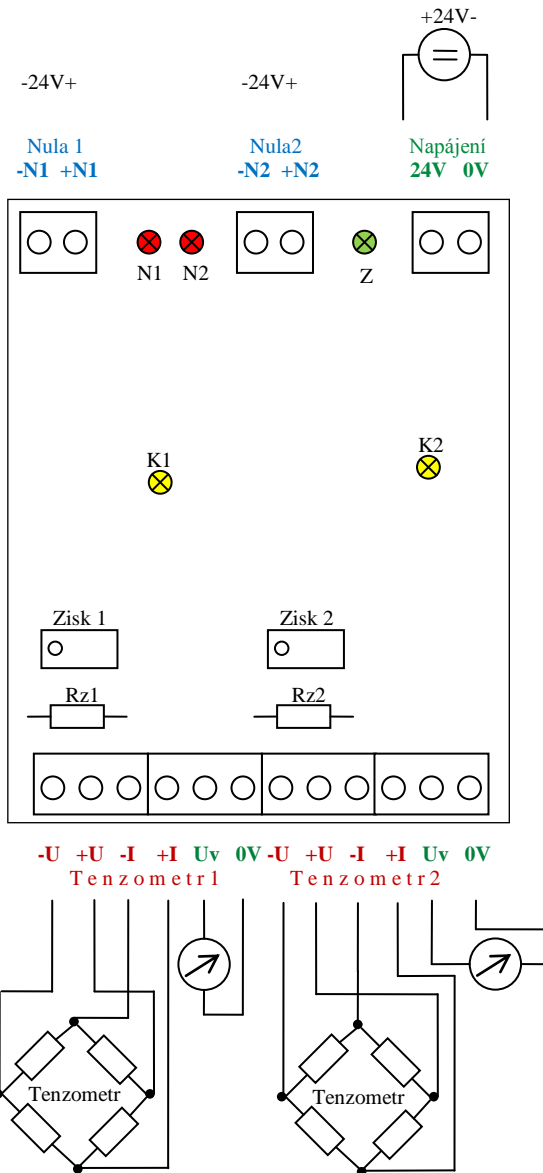 +24V-
-24V+ -24V+
Nula 1 Nula2 Napájení
-N1 +N1 -N2 +N2 24V 0V
N1 N2 Z
K1 K2
Zisk 1 Zisk 2
Rz1 Rz2
-U +U -I +I Uv 0V -U +U -I +I Uv 0V
Tenzometr1 Tenzometr2
Tenzometr Tenzometr